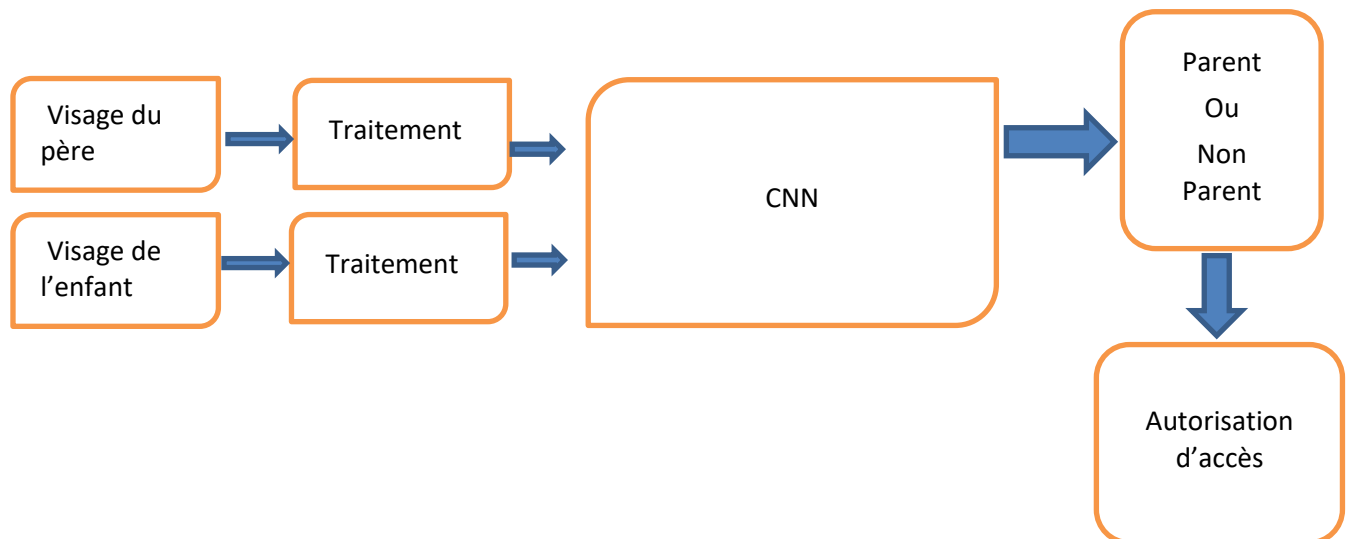 Visage du
père
Traitement
Visage de
l’enfant
Traitement
CNN
Parent
Ou
Non
Parent
Autorisation
d’accès